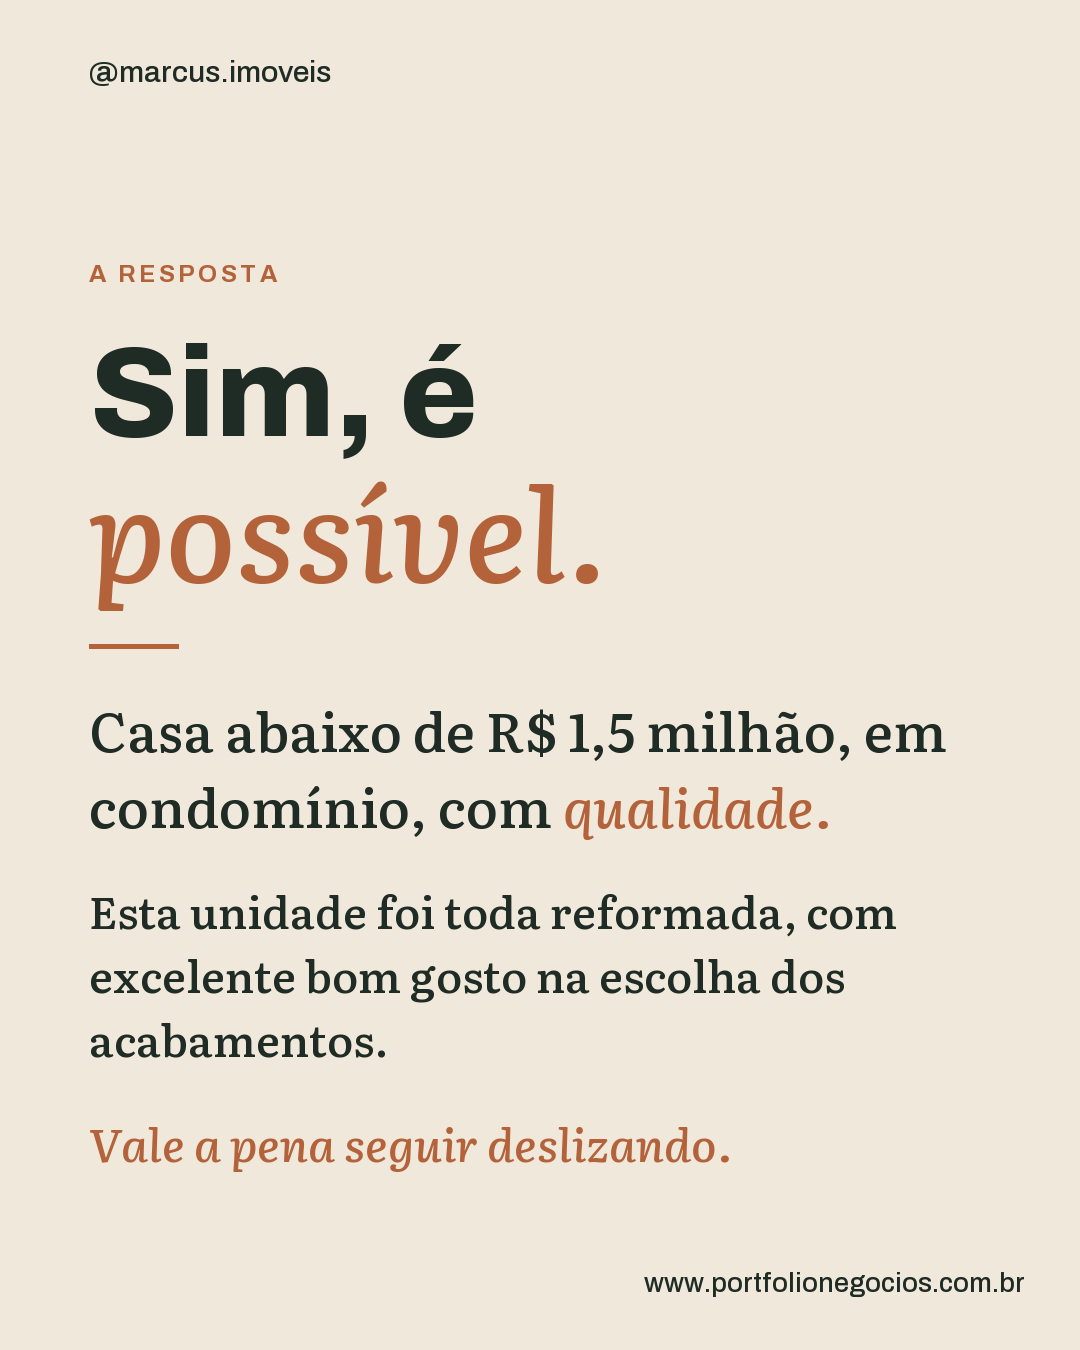 @marcus.imoveis
A RESPOSTA
Sim, é
possível.
Casa abaixo de R$ 1,5 milhão, em
condomínio, com qualidade.
Esta unidade foi toda reformada, com
excelente bom gosto na escolha dos
acabamentos.
Vale a pena seguir deslizando.
www.portfolionegocios.com.br